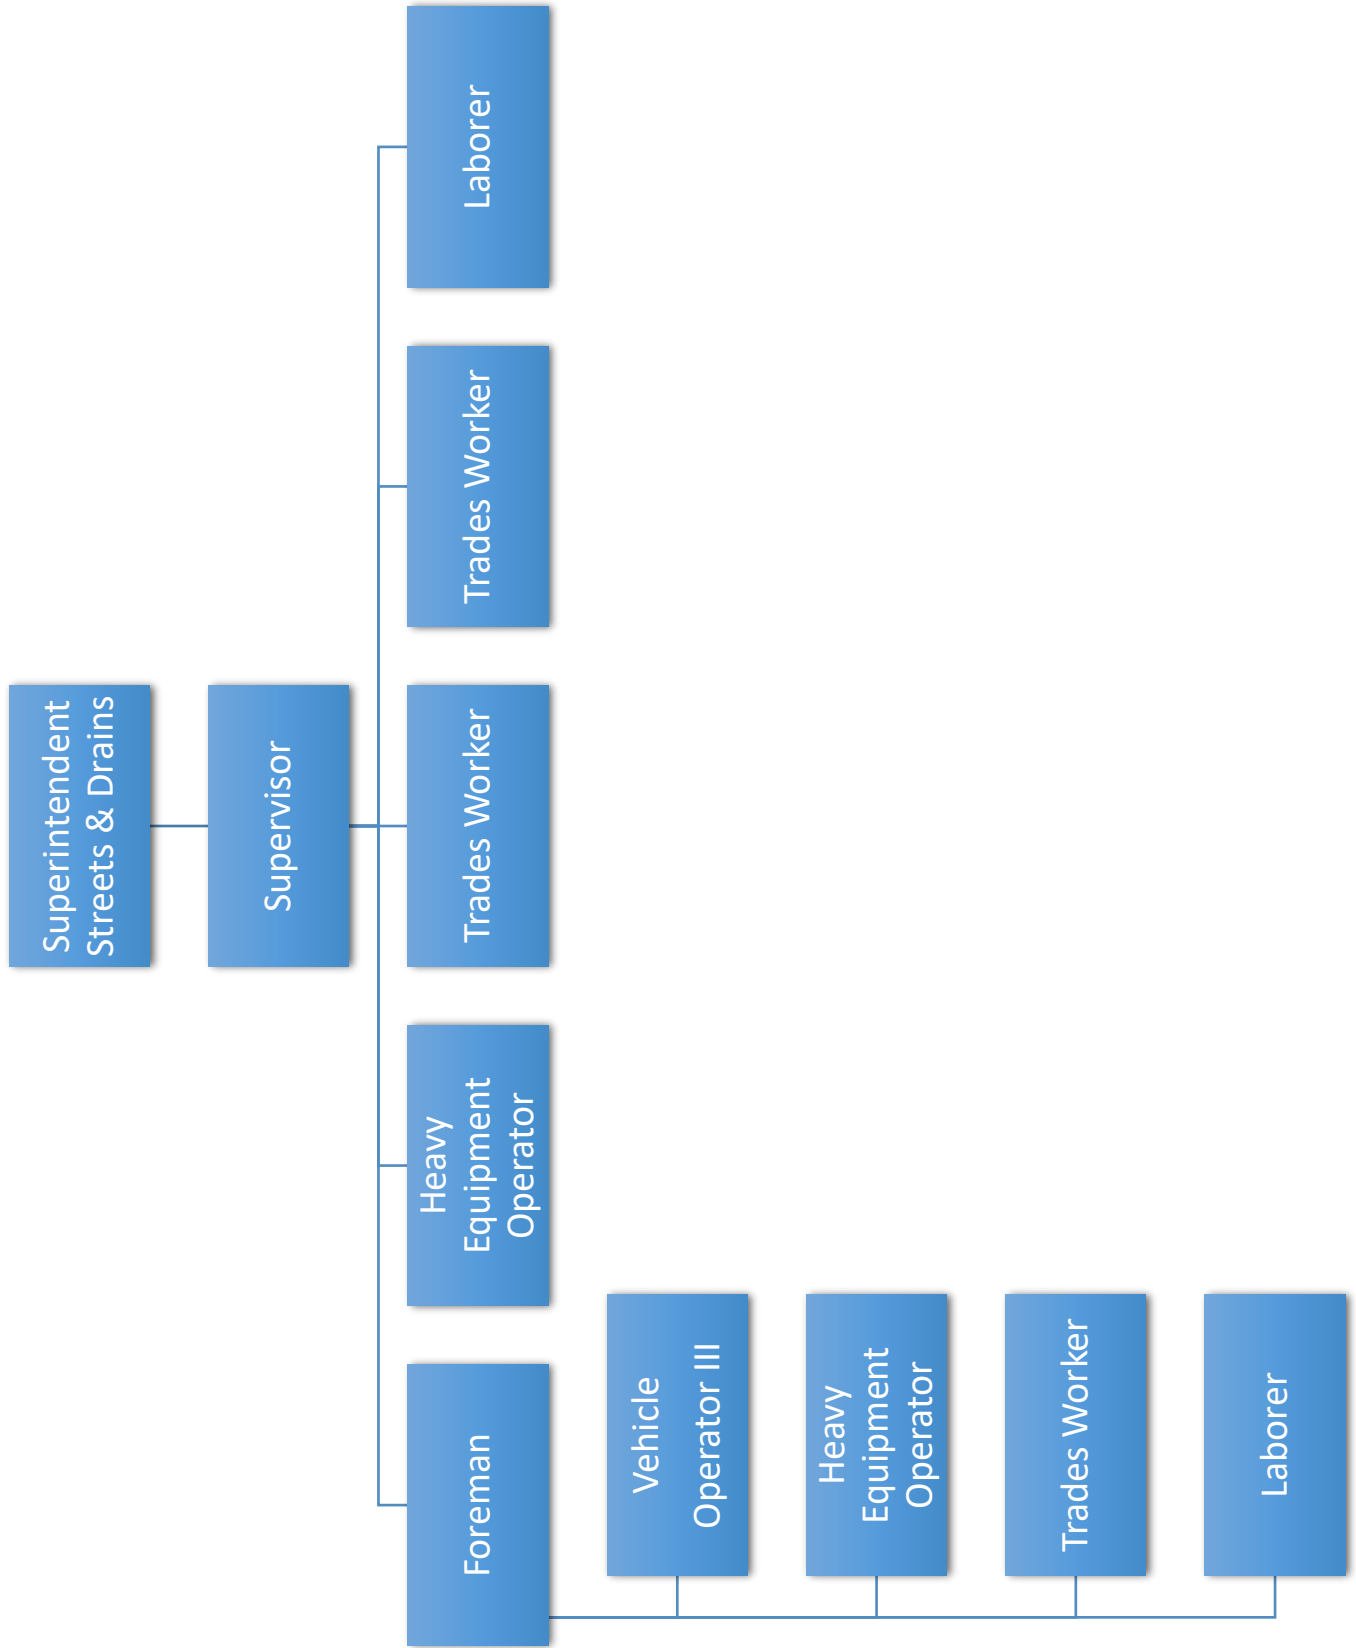 Superintendent
Streets & Drains
Supervisor
Foreman
Heavy
Equipment
Operator
Trades Worker
Trades Worker
Laborer
Vehicle
Operator III
Heavy
Equipment
Operator
Trades Worker
Laborer